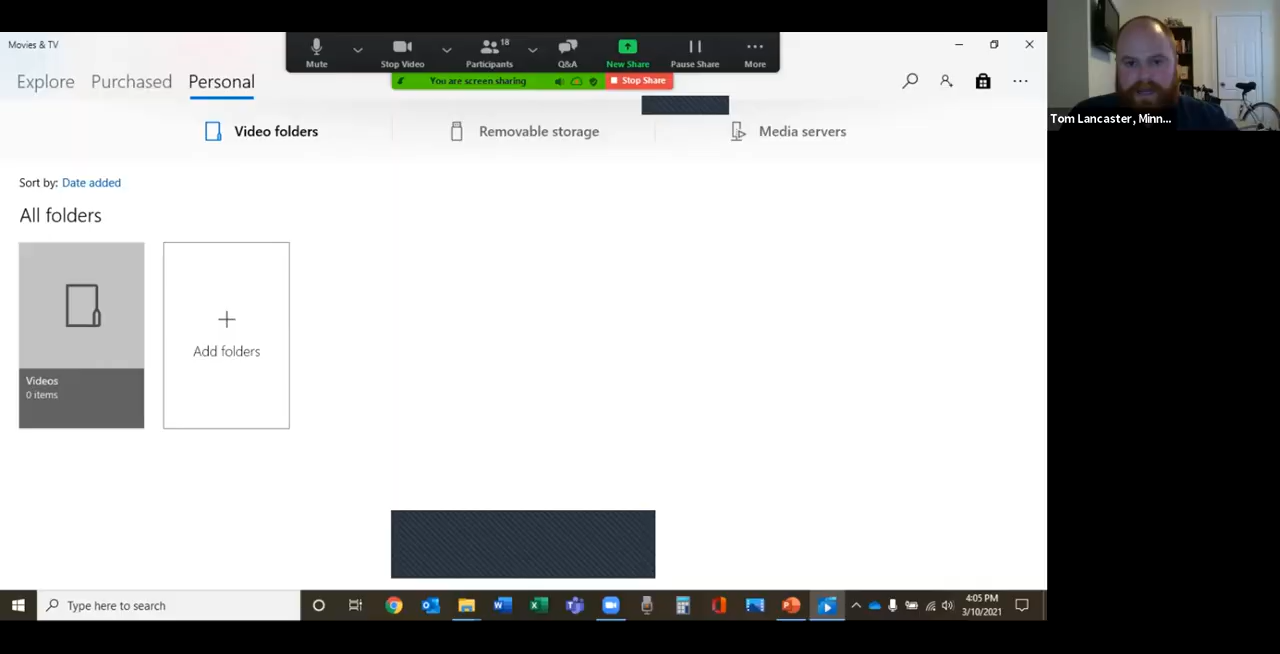 Movies & TV
18
Mute
Stop Video
Participants
Q&A
New Share
Pause Share
More
You are screen sharing
Stop Share
Explore
Purchased
Personal
Tom Lancaster, Minn...
Video folders
Removable storage
Media servers
Sort by: Date added
All folders
Videos
0 items
Add folders
Type here to search
4:05 PM
3/10/2021